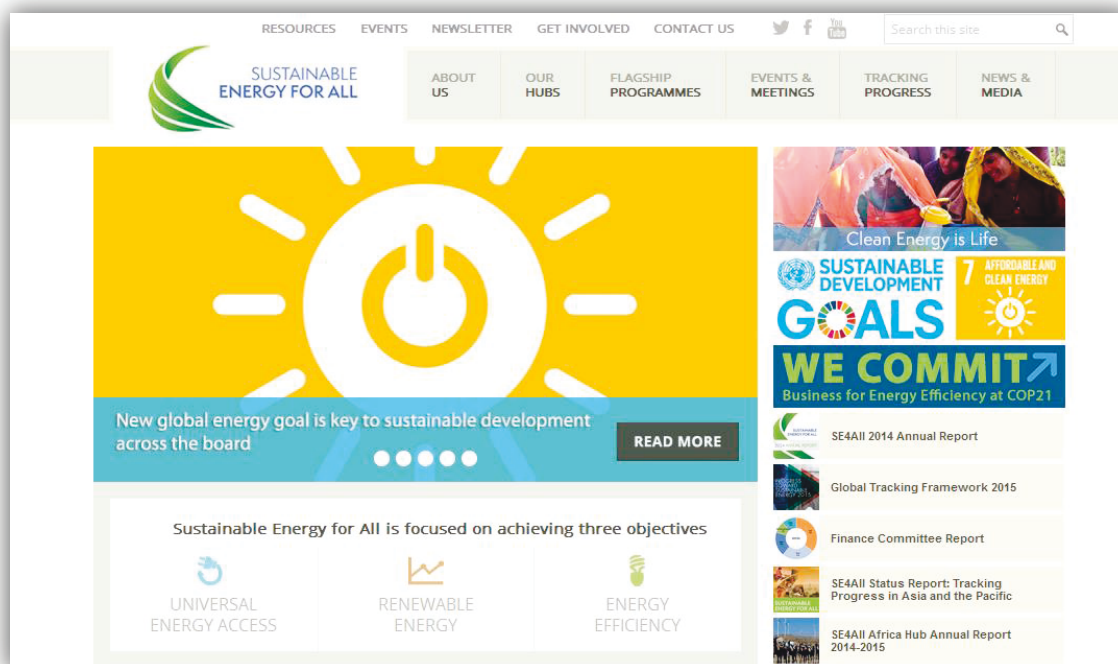 RESOURCES EVENTS NEWSLETTER GET INVOLVED CONTACT US You Tube Search this site
SUSTAINABLE
ENERGY FOR ALL
ABOUT
US
OUR
HUBS
FLAGSHIP
PROGRAMMES
EVENTS &
MEETINGS
TRACKING
PROGRESS
NEWS &
MEDIA
New global energy goal is key to sustainable development
across the board
READ MORE
Sustainable Energy for All is focused on achieving three objectives
UNIVERSAL
ENERGY ACCESS
RENEWABLE
ENERGY
ENERGY
EFFICIENCY
Clean Energy is Life
SUSTAINABLE
DEVELOPMENT
GOALS
7 AFFORDABLE AND
CLEAN ENERGY
WE COMMIT
Business for Energy Efficiency at COP21
SE4All 2014 Annual Report
Global Tracking Framework 2015
Finance Committee Report
SE4All Status Report: Tracking
Progress in Asia and the Pacific
SE4All Africa Hub Annual Report
2014-2015